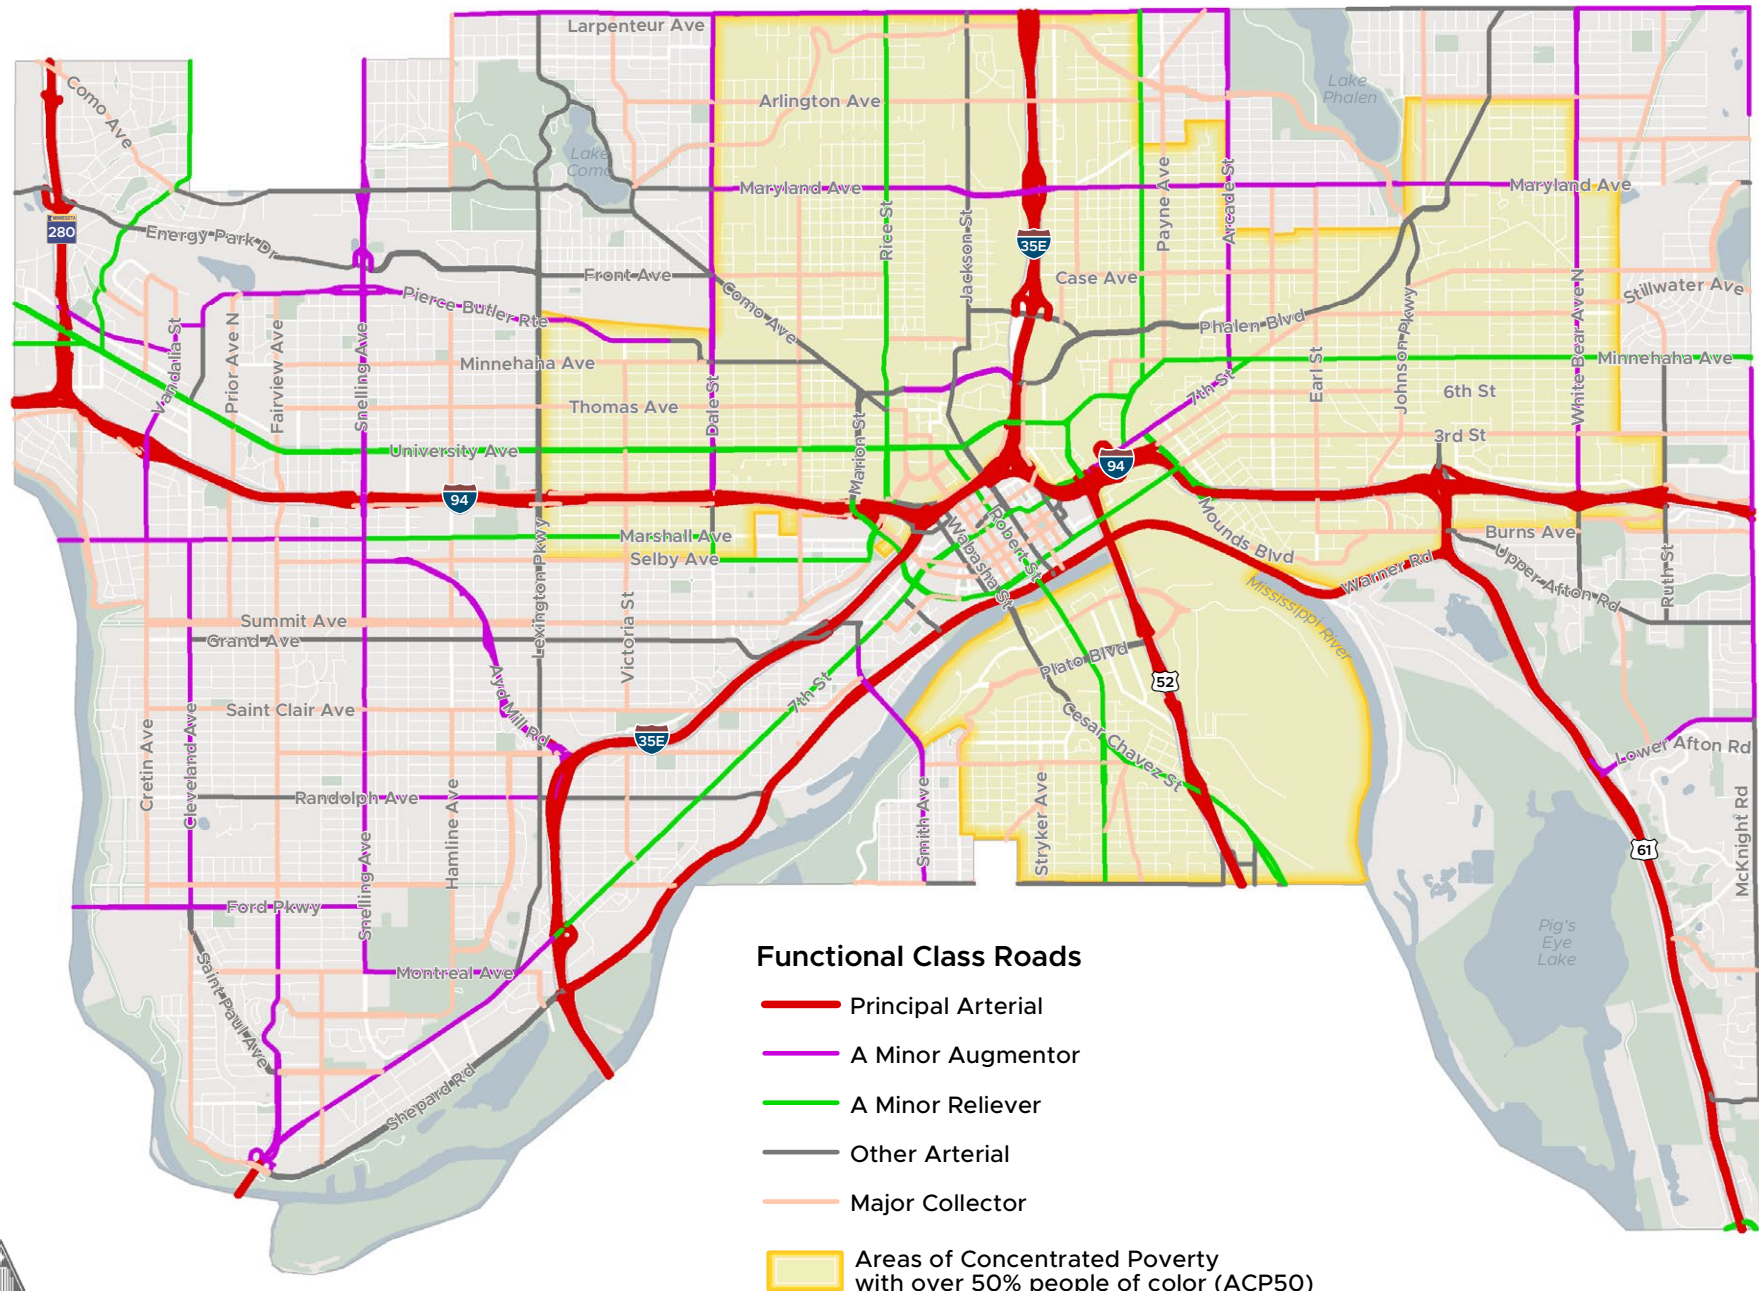 Larpenteur Ave
Como Ave
Arlington Ave
Lake
Phalen
Lake
Como
Maryland Ave
Maryland Ave
Payne Ave
Arcade St
MINNESOTA
280
Energy Park Dr
Rice St
Jackson St
35E
Front Ave
Case Ave
Pierce Butler Rte
Como Ave
Stillwater Ave
Phalen Blvd
Johnson Pkwy
White Bear Ave N
Vandalia St
Prior Ave N
Fairview Ave
Snelling Ave
Minnehaha Ave
Minnehaha Ave
Earl St
7th St
6th St
Thomas Ave
Dale St
Marion St
3rd St
University Ave
94
94
Marshall Ave
Selby Ave
Lexington Pkwy
Wabasha St
Robert St
Mounds Blvd
Burns Ave
Warner Rd
Upper Afton Rd
Ruth St
Mississippi River
Summit Ave
Grand Ave
Victoria St
Plato Blvd
52
Ayd Mill Rd
7th St
Saint Clair Ave
Cesar Chavez St
35E
Lower Afton Rd
Cretin Ave
Cleveland Ave
Randolph Ave
Hamline Ave
Snelling Ave
Smith Ave
Stryker Ave
McKnight Rd
61
Ford Pkwy
Pig's
Eye
Lake
Saint Paul Ave
Montreal Ave
Shepard Rd
Functional Class Roads
Principal Arterial
A Minor Augmentor
A Minor Reliever
Other Arterial
Major Collector
Areas of Concentrated Poverty
with over 50% people of color (ACP50)